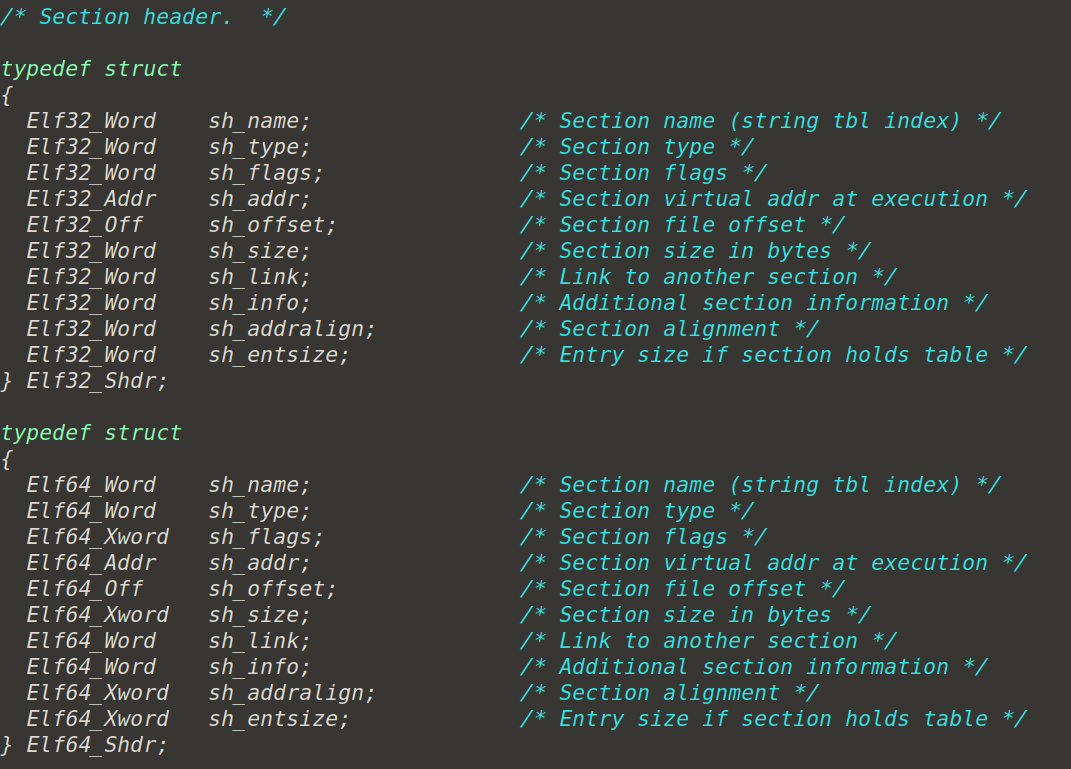 /* Section header.  */

typedef struct
{
  Elf32_Word    sh_name;                /* Section name (string tbl index) */
  Elf32_Word    sh_type;                /* Section type */
  Elf32_Word    sh_flags;               /* Section flags */
  Elf32_Addr    sh_addr;                /* Section virtual addr at execution */
  Elf32_Off     sh_offset;              /* Section file offset */
  Elf32_Word    sh_size;                /* Section size in bytes */
  Elf32_Word    sh_link;                /* Link to another section */
  Elf32_Word    sh_info;                /* Additional section information */
  Elf32_Word    sh_addralign;           /* Section alignment */
  Elf32_Word    sh_entsize;             /* Entry size if section holds table */
} Elf32_Shdr;

typedef struct
{
  Elf64_Word    sh_name;                /* Section name (string tbl index) */
  Elf64_Word    sh_type;                /* Section type */
  Elf64_Xword   sh_flags;               /* Section flags */
  Elf64_Addr    sh_addr;                /* Section virtual addr at execution */
  Elf64_Off     sh_offset;              /* Section file offset */
  Elf64_Xword   sh_size;                /* Section size in bytes */
  Elf64_Word    sh_link;                /* Link to another section */
  Elf64_Word    sh_info;                /* Additional section information */
  Elf64_Xword   sh_addralign;           /* Section alignment */
  Elf64_Xword   sh_entsize;             /* Entry size if section holds table */
} Elf64_Shdr;